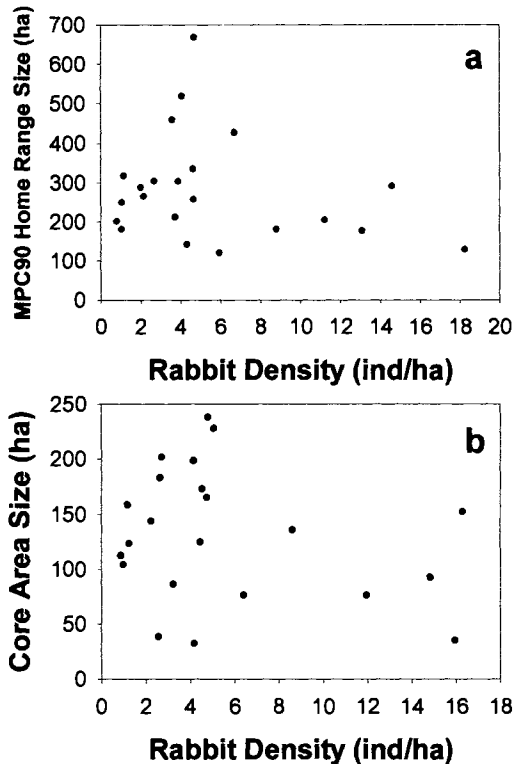 a
MPC90 Home Range Size (ha)
700
600
500
400
300
200
100
0
0 2 4 6 8 10 12 14 16 18 20
Rabbit Density (ind/ha)
b
Core Area Size (ha)
250
200
150
100
50
0
0 2 4 6 8 10 12 14 16 18
Rabbit Density (ind/ha)